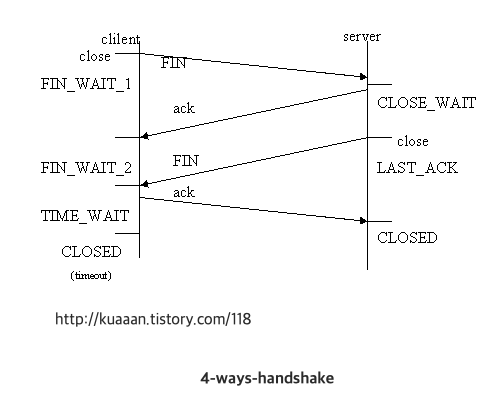 clilent
server
close
FIN
FIN_WAIT_1
CLOSE_WAIT
ack
close
FIN
FIN_WAIT_2
LAST_ACK
ack
TIME_WAIT
CLOSED
CLOSED
(timeout)
http://kuaaan.tistory.com/118
4-ways-handshake